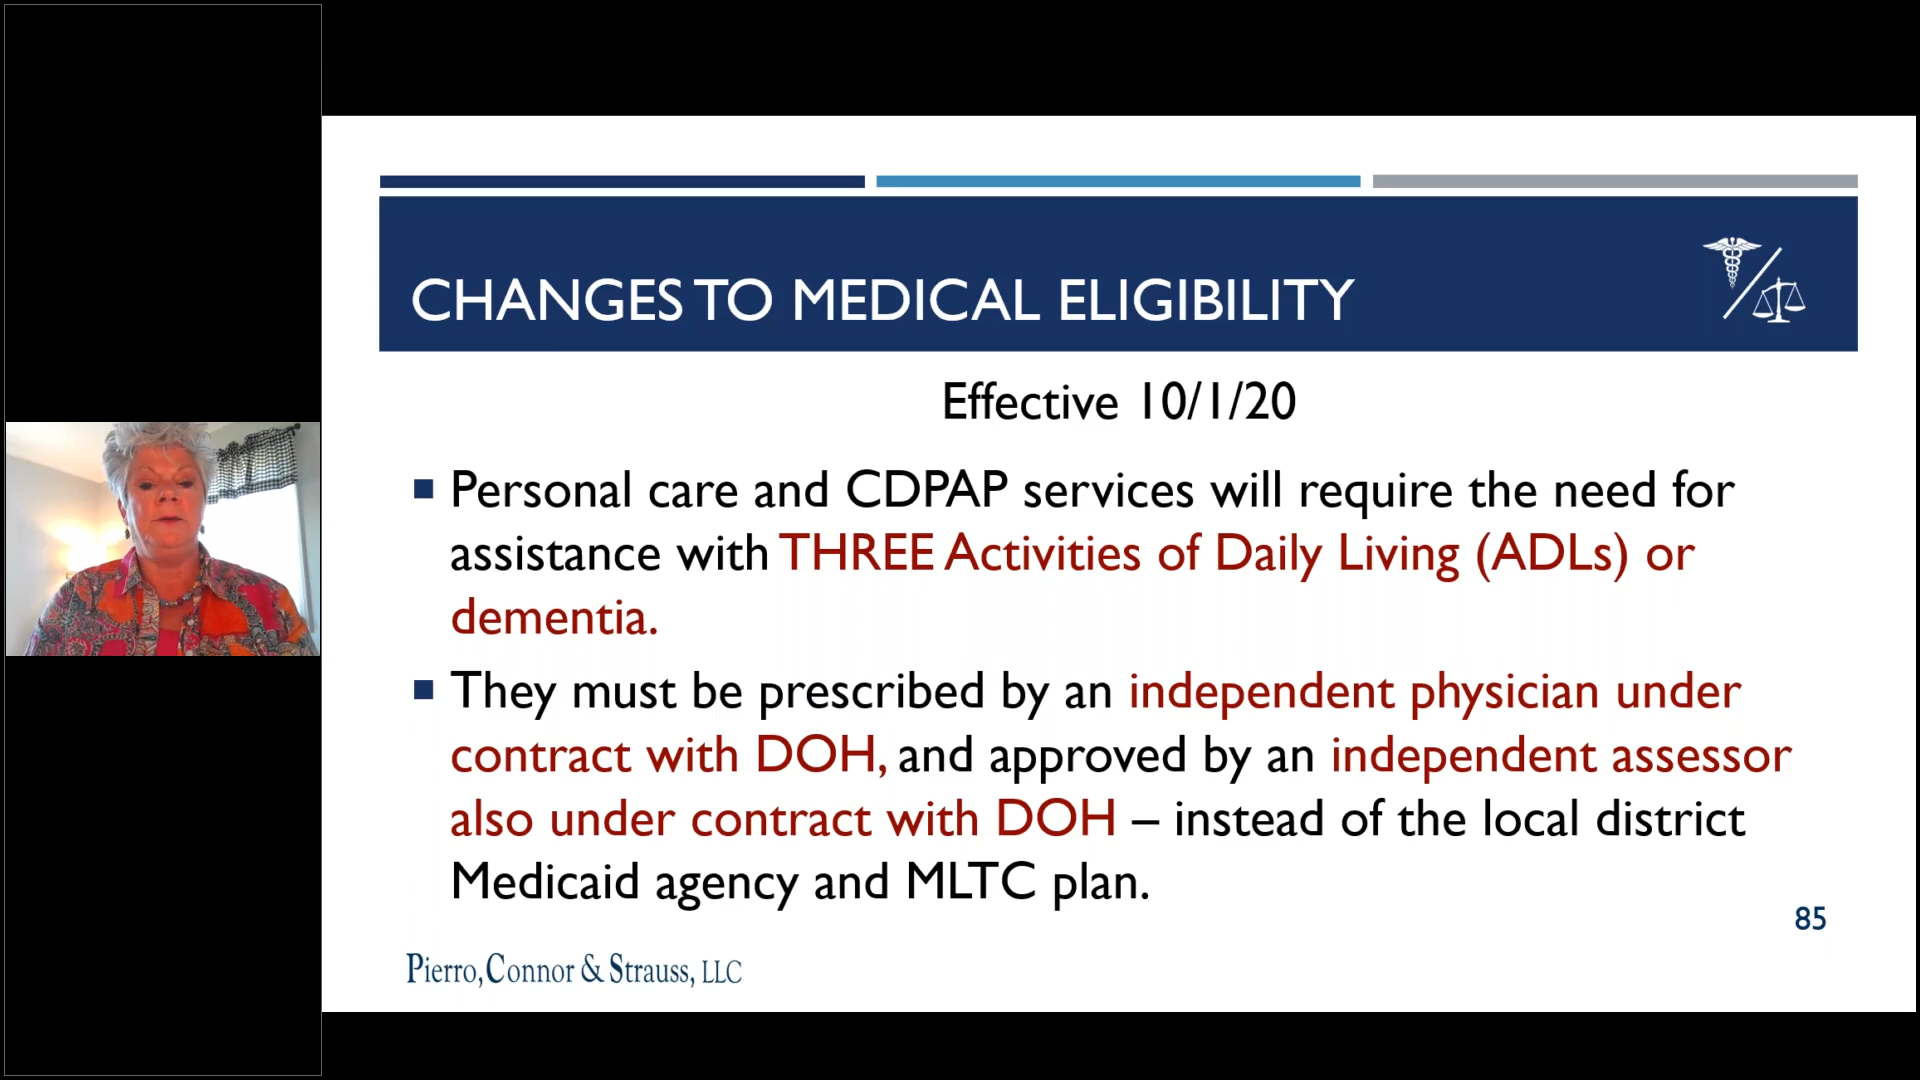 CHANGES TO MEDICAL ELIGIBILITY
Effective 10/1/20
Personal care and CDPAP services will require the need for
assistance with THREE Activities of Daily Living (ADLs) or
dementia.
They must be prescribed by an independent physician under
contract with DOH, and approved by an independent assessor
also under contract with DOH – instead of the local district
Medicaid agency and MLTC plan.
85
Pierro, Connor & Strauss, LLC